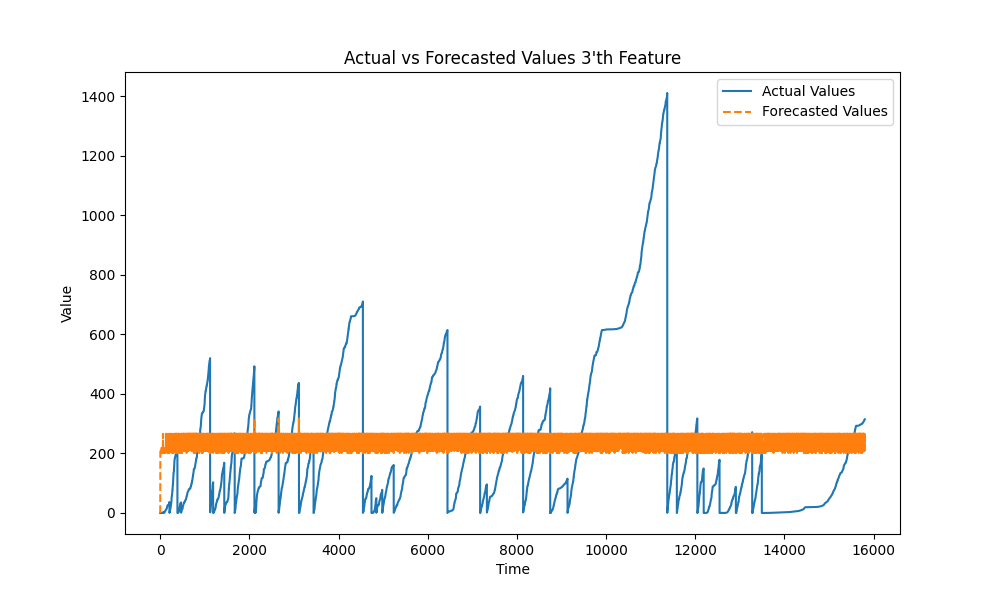 Actual vs Forecasted Values 3'th Feature
Actual Values
Forecasted Values
1400
1200
1000
800
600
400
200
0
Value
0 2000 4000 6000 8000 10000 12000 14000 16000
Time